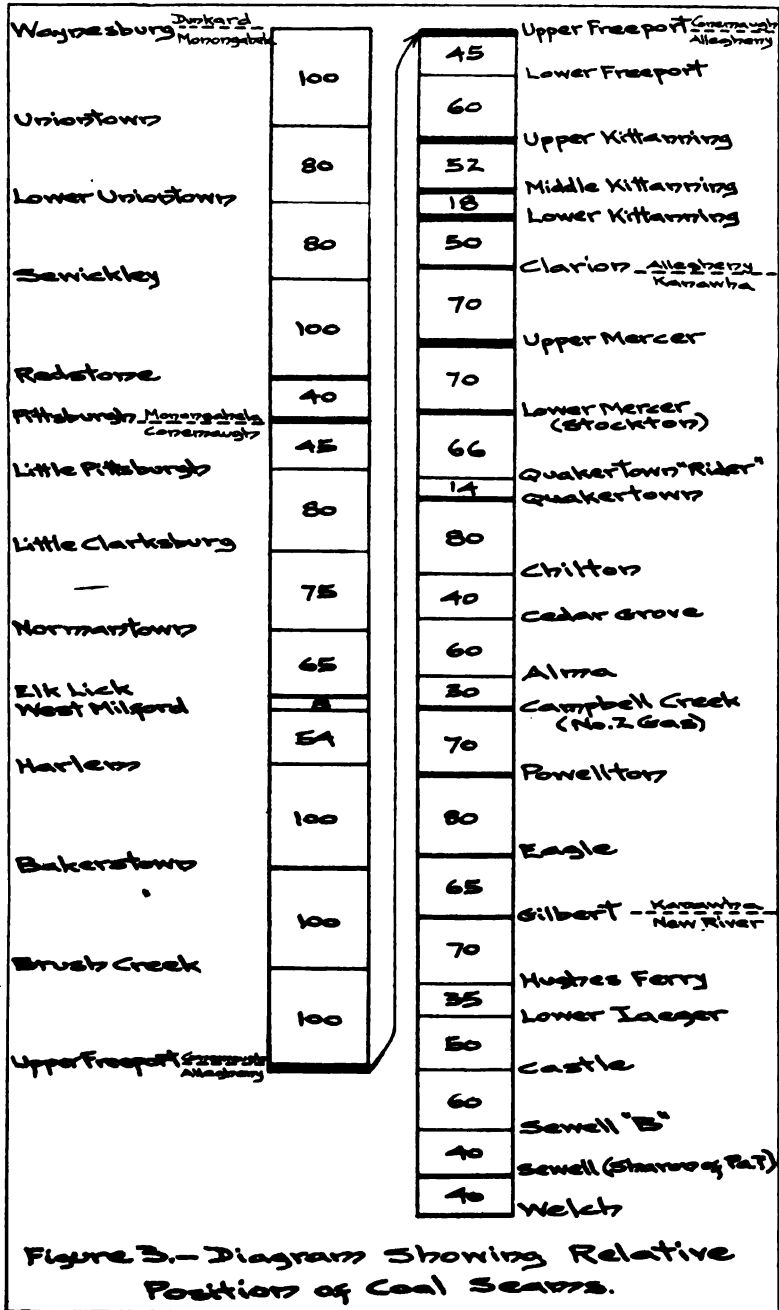 Waynesburg Dunkard
Monongahela
100
Uniontown
80
Lower Uniontown
80
Sewickley
100
Redstone
40
Pittsburgh Monongahela
Conemaugh
45
Little Pittsburgh
80
Little Clarksburg
75
Normantown
65
Elk Lick
West Milford
54
Harlem
100
Bakerstown
100
Brush Creek
100
Upper Freeport Conemaugh
Allegheny
Upper Freeport Conemaugh
Allegheny
45
Lower Freeport
60
Upper Kittanning
52
Middle Kittanning
18
Lower Kittanning
50
Clarion Allegheny
Kanawha
70
Upper Mercer
70
Lower Mercer
(Stockton)
66
Quakertown "Rider"
14
Quakertown
80
Chilton
40
Cedar Grove
60
Alma
30
Campbell Creek
(No.2 Gas)
70
Powellton
80
Eagle
65
Gilbert Kanawha
New River
70
Hughes Ferry
35
Lower Iaeger
50
Castle
60
Sewell "B"
40
Sewell (Sharon of Pa.?)
40
Welch
Figure 3.- Diagram Showing Relative
Position of Coal Seams.